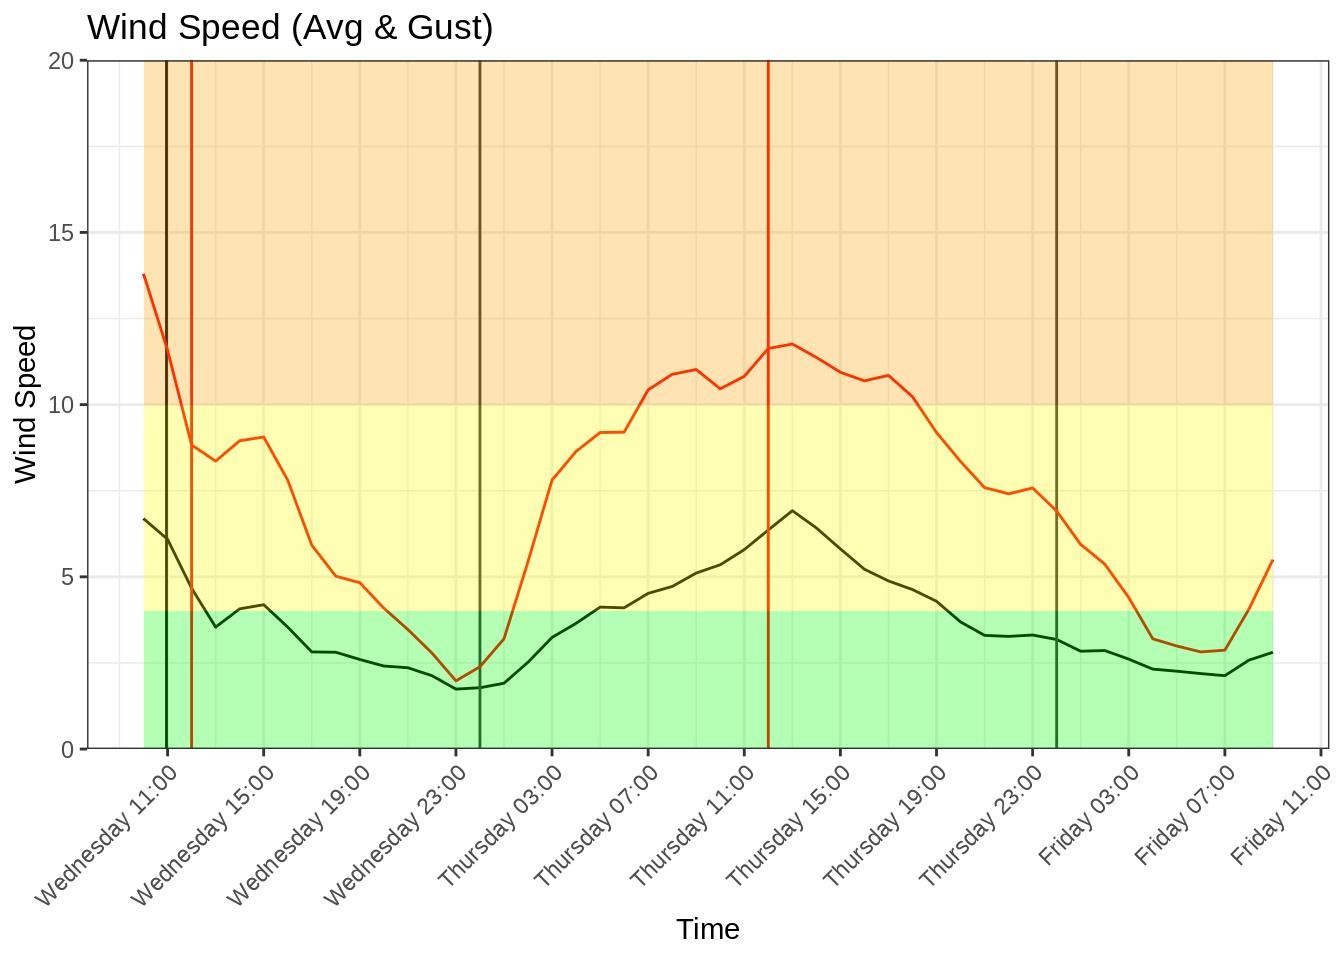 Wind Speed (Avg & Gust)
Wind Speed
20
15
10
5
0
Wednesday 11:00
Wednesday 15:00
Wednesday 19:00
Wednesday 23:00
Thursday 03:00
Thursday 07:00
Thursday 11:00
Thursday 15:00
Thursday 19:00
Thursday 23:00
Friday 03:00
Friday 07:00
Friday 11:00
Time